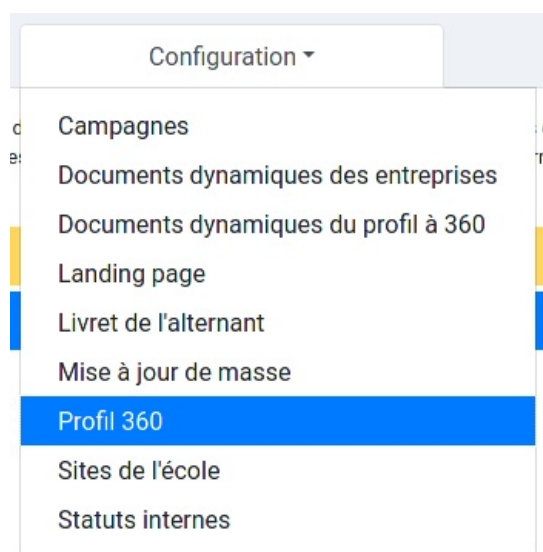 Configuration
Campagnes
Documents dynamiques des entreprises
Documents dynamiques du profil à 360
Landing page
Livret de l'alternant
Mise à jour de masse
Profil 360
Sites de l'école
Statuts internes